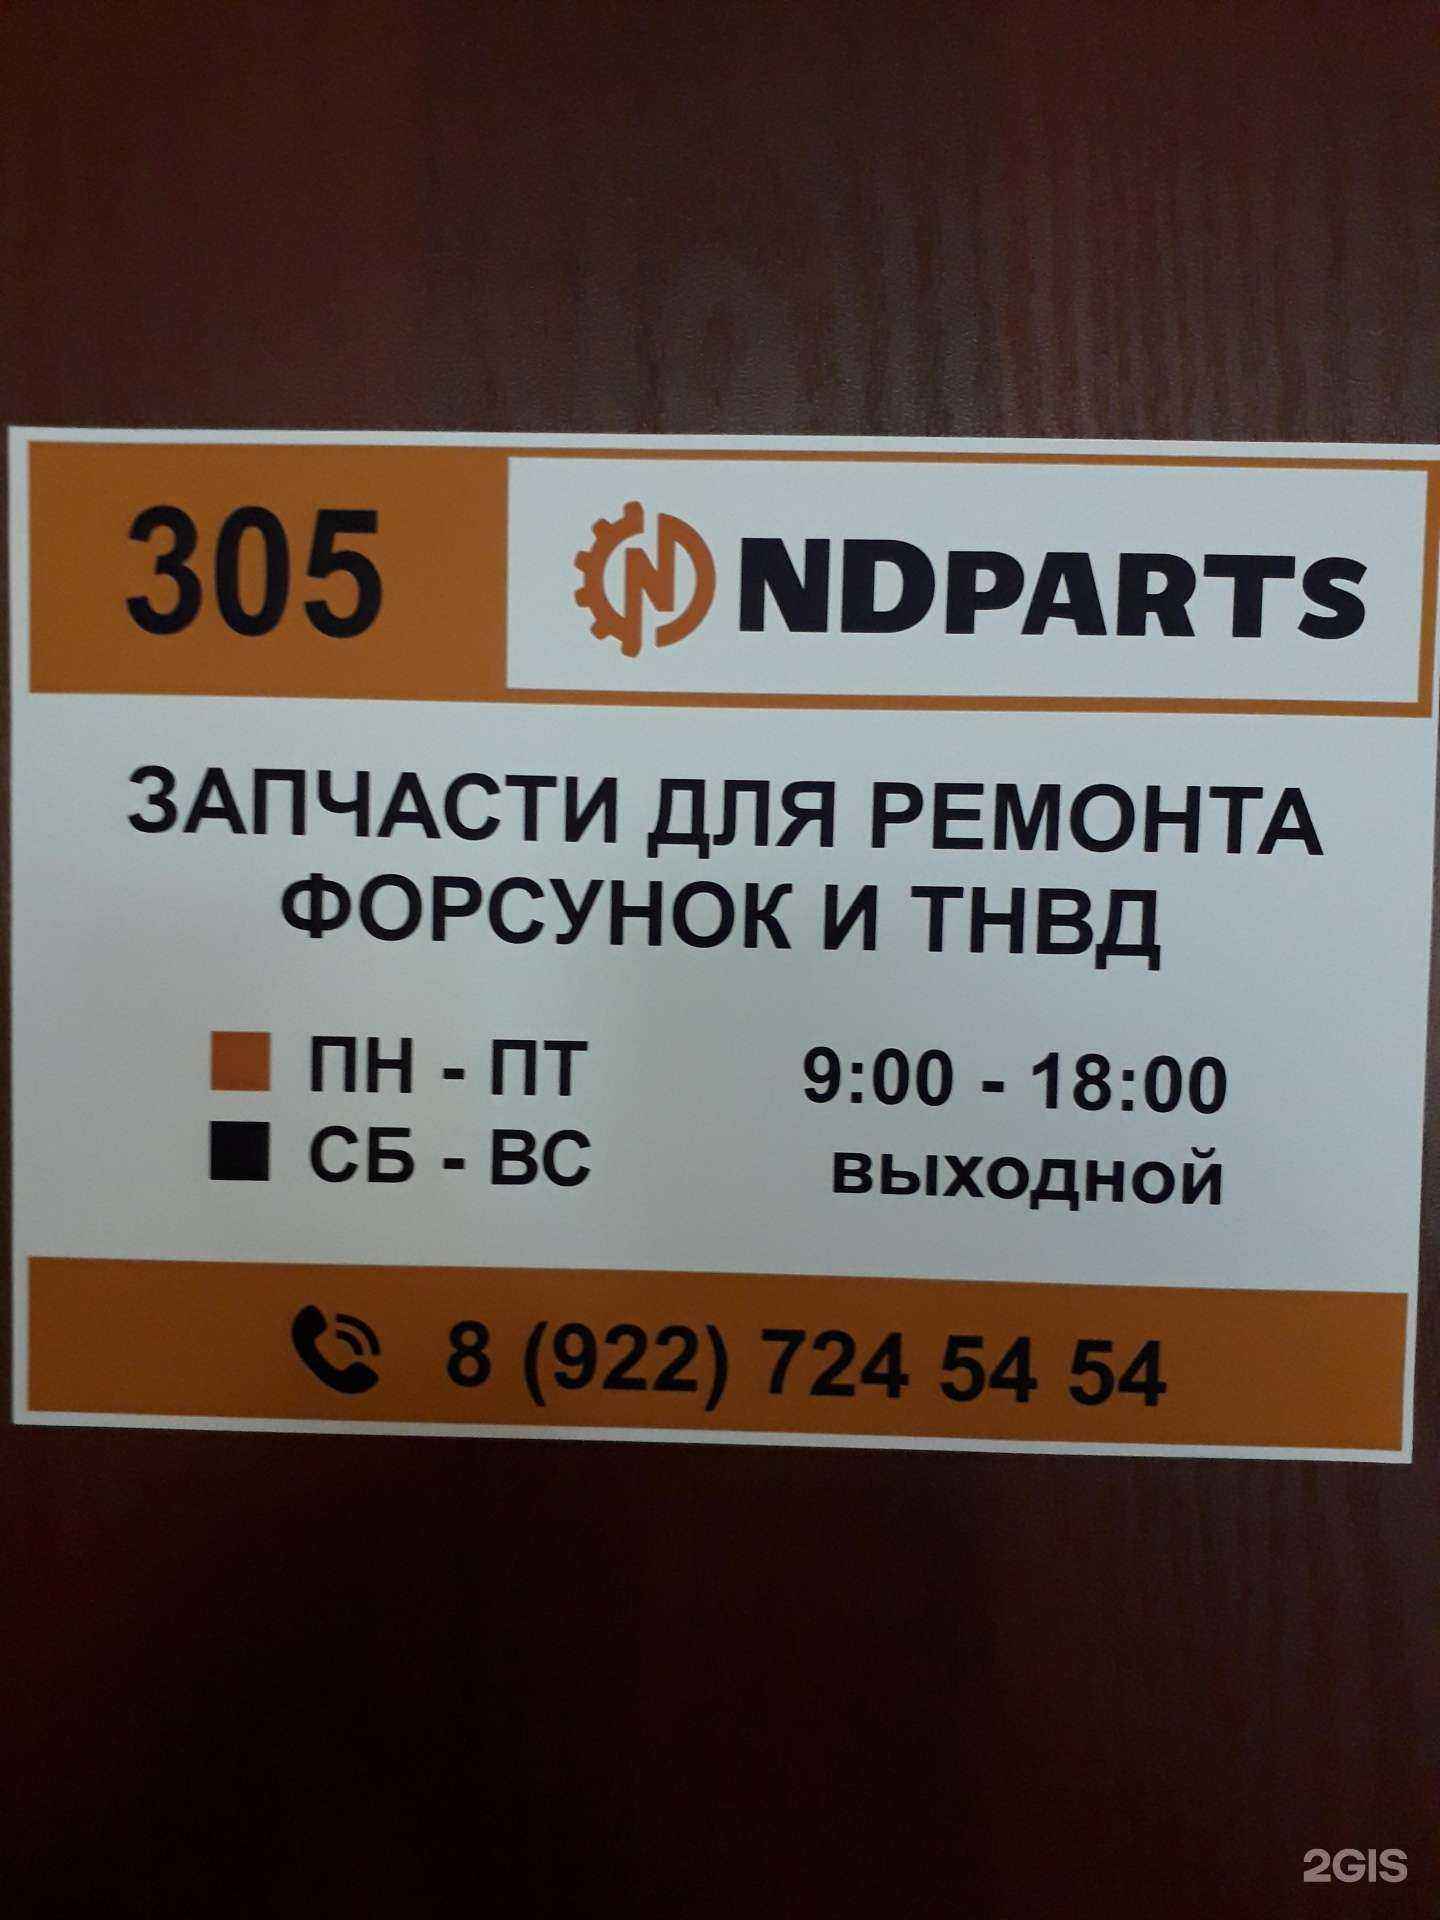 305
NDPARTS
ЗАПЧАСТИ ДЛЯ РЕМОНТА
ФОРСУНОК И ТНВД
ПН - ПТ 9:00 - 18:00
СБ - ВС выходной
8 (922) 724 54 54
2GIS